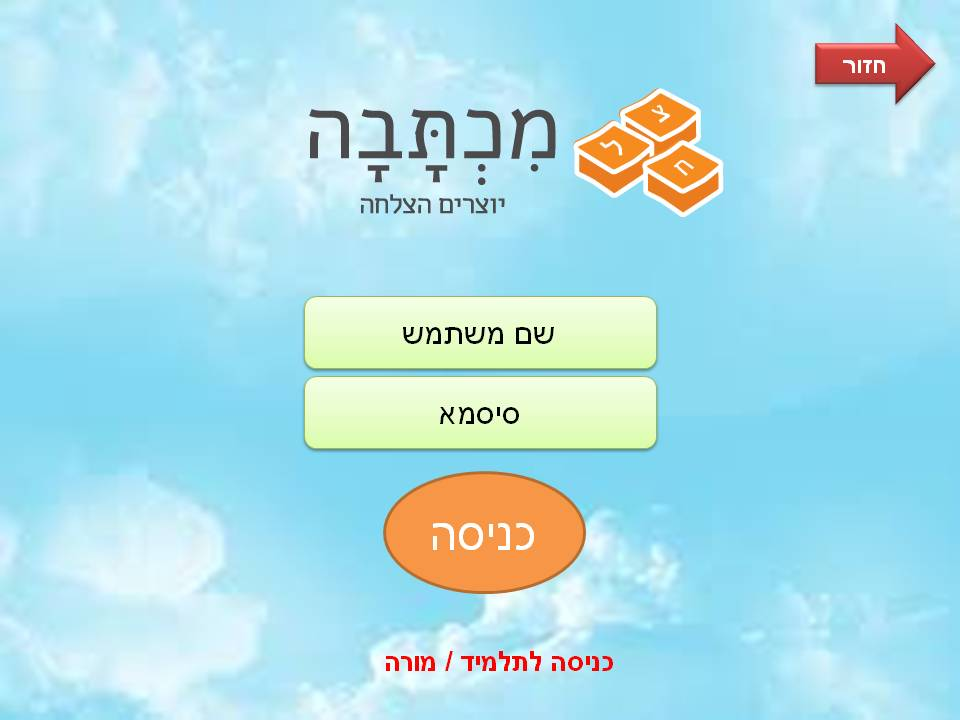 חזור
מִכְתָּבָה
צ
ל
ח
יוצרים הצלחה
שם משתמש
סיסמא
כניסה
כניסה לתלמיד / מורה